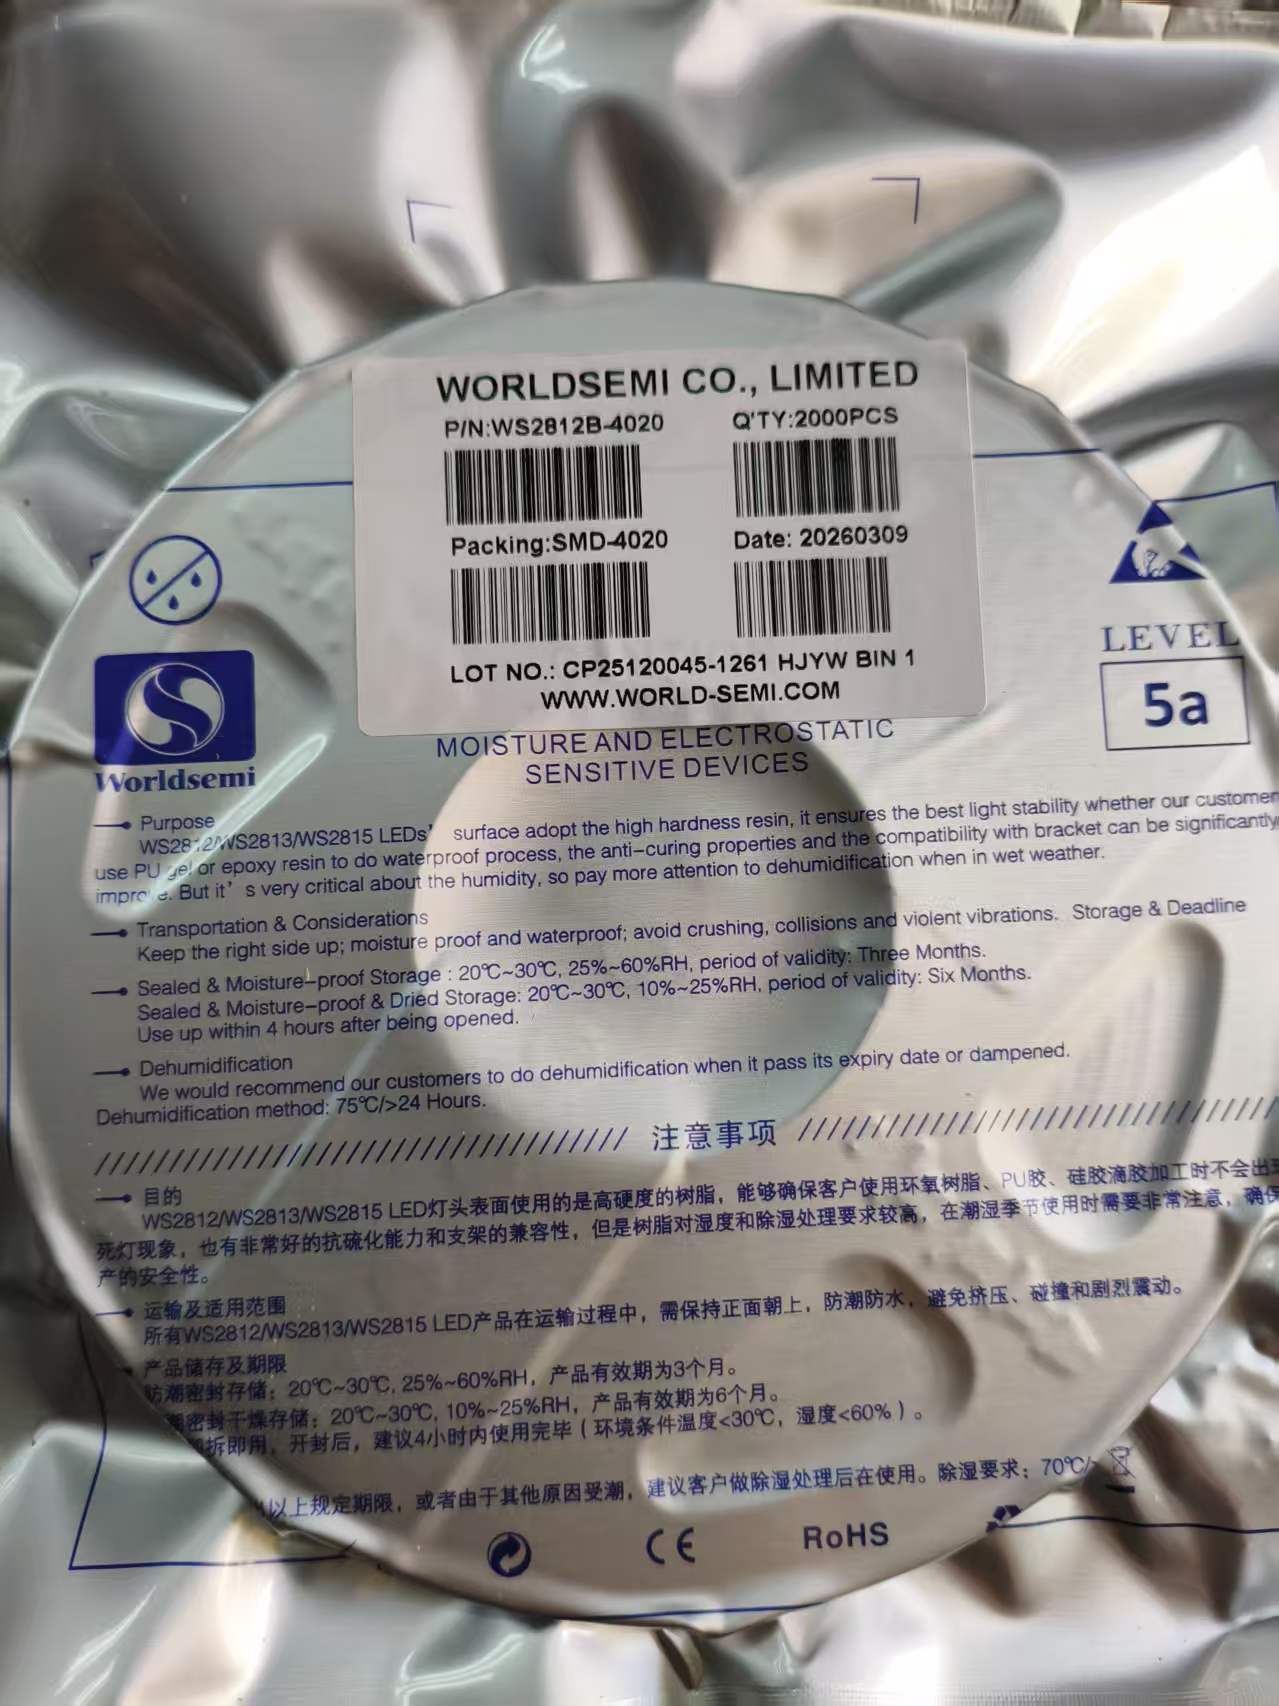 WORLDSEMI CO., LIMITED
P/N:WS2812B-4020
Q'TY:2000PCS
Packing:SMD-4020
Date: 20260309
LOT NO.: CP25120045-1261 HJYW BIN 1
WWW.WORLD-SEMI.COM
LEVEL
5a
Worldsemi
MOISTURE AND ELECTROSTATIC
SENSITIVE DEVICES
Purpose
WS2812/WS2813/WS2815 LEDs' surface adopt the high hardness resin, it ensures the best light stability whether our customer
use PU gel or epoxy resin to do waterproof process, the anti-curing properties and the compatibility with bracket can be significantly
improve. But it's very critical about the humidity, so pay more attention to dehumidification when in wet weather.
Transportation & Considerations
Keep the right side up; moisture proof and waterproof; avoid crushing, collisions and violent vibrations. Storage & Deadline
Sealed & Moisture-proof Storage : 20℃~30℃, 25%~60%RH, period of validity: Three Months.
Sealed & Moisture-proof & Dried Storage: 20℃~30℃, 10%~25%RH, period of validity: Six Months.
Use up within 4 hours after being opened.
Dehumidification
We would recommend our customers to do dehumidification when it pass its expiry date or dampened.
Dehumidification method: 75℃/>24 Hours.
注意事项
目的
WS2812/WS2813/WS2815 LED灯头表面使用的是高硬度的树脂，能够确保客户使用环氧树脂、PU胶、硅胶滴胶加工时不会出现
死灯现象，也有非常好的抗硫化能力和支架的兼容性，但是树脂对湿度和除湿处理要求较高，在潮湿季节使用时需要非常注意，确保
产的安全性。
运输及适用范围
所有WS2812/WS2813/WS2815 LED产品在运输过程中，需保持正面朝上，防潮防水，避免挤压、碰撞和剧烈震动。
产品储存及期限
防潮密封存储：20℃~30℃, 25%~60%RH，产品有效期为3个月。
潮密封干燥存储：20℃~30℃, 10%~25%RH，产品有效期为6个月。
拆即用，开封后，建议4小时内使用完毕（环境条件温度<30℃，湿度<60%）。
以上规定期限，或者由于其他原因受潮，建议客户做除湿处理后在使用。除湿要求：70℃/
CE
RoHS